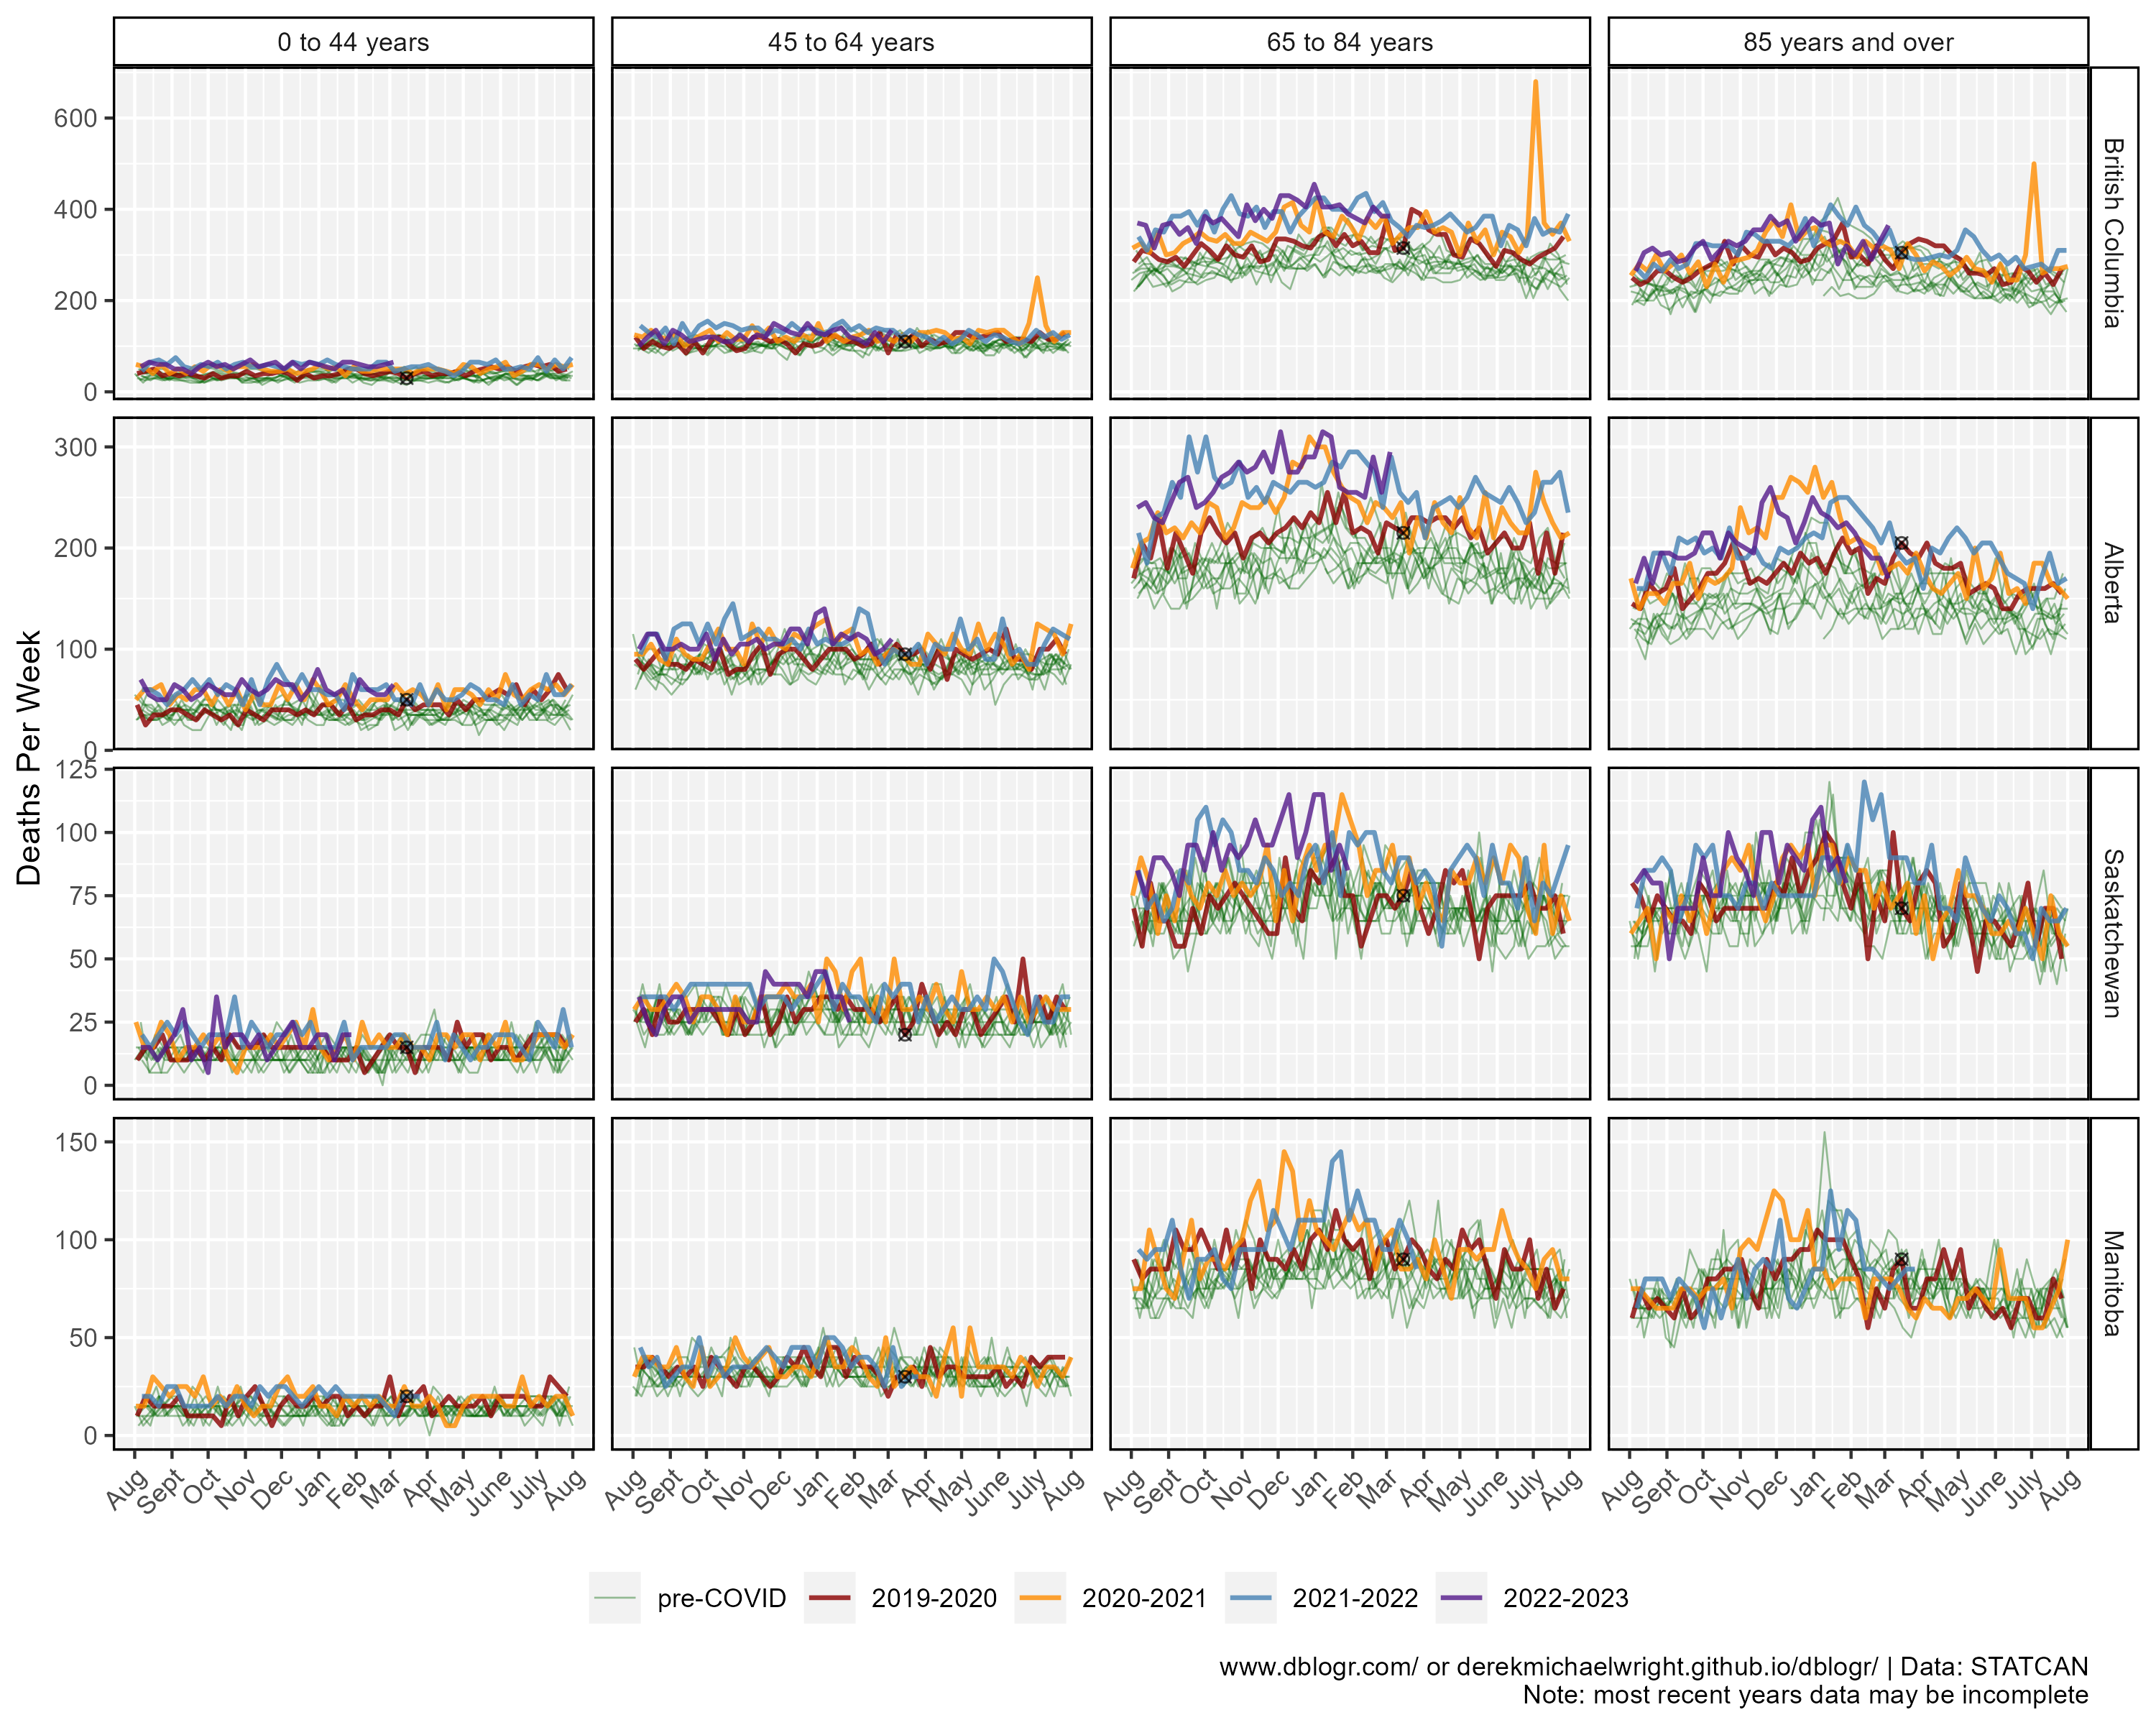 0 to 44 years
45 to 64 years
65 to 84 years
85 years and over
Deaths Per Week
600
400
200
0
British Columbia
300
200
100
0
Alberta
125
100
75
50
25
0
Saskatchewan
150
100
50
0
Manitoba
Aug Sept Oct Nov Dec Jan Feb Mar Apr May June July Aug
Aug Sept Oct Nov Dec Jan Feb Mar Apr May June July Aug
Aug Sept Oct Nov Dec Jan Feb Mar Apr May June July Aug
Aug Sept Oct Nov Dec Jan Feb Mar Apr May June July Aug
pre-COVID 2019-2020 2020-2021 2021-2022 2022-2023
www.dblogr.com/ or derekmichaelwright.github.io/dblogr/ | Data: STATCAN
Note: most recent years data may be incomplete